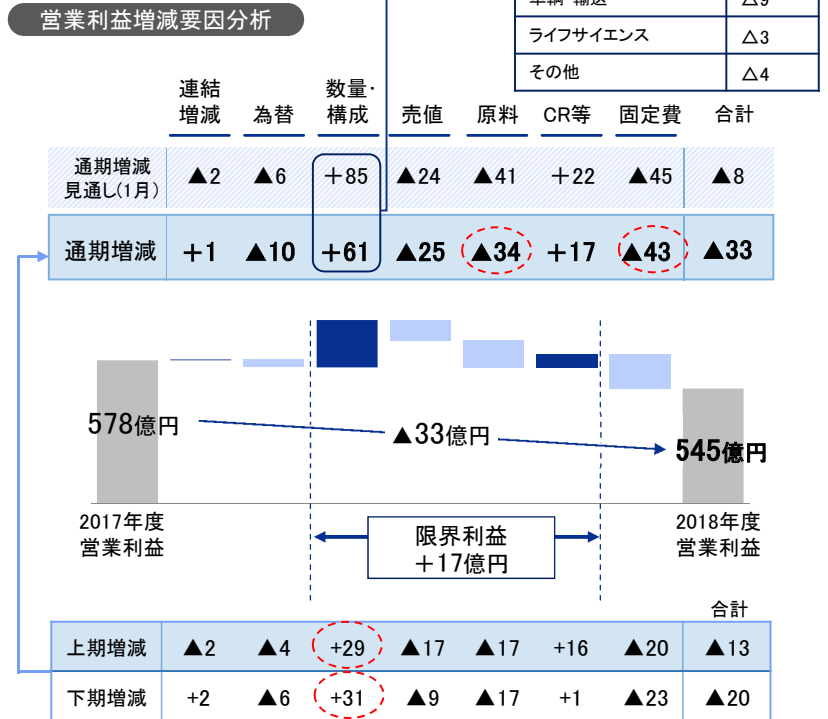 営業利益増減要因分析
△9
ライフサイエンス △3
その他 △4
連結増減 為替 数量・構成 売値 原料 CR等 固定費 合計
通期増減見通し(1月) ▲2 ▲6 +85 ▲24 ▲41 +22 ▲45 ▲8
通期増減 +1 ▲10 +61 ▲25 ▲34 +17 ▲43 ▲33
578億円
▲33億円
545億円
2017年度
営業利益
限界利益
+17億円
2018年度
営業利益
合計
上期増減 ▲2 ▲4 +29 ▲17 ▲17 +16 ▲20 ▲13
下期増減 +2 ▲6 +31 ▲9 ▲17 +1 ▲23 ▲20